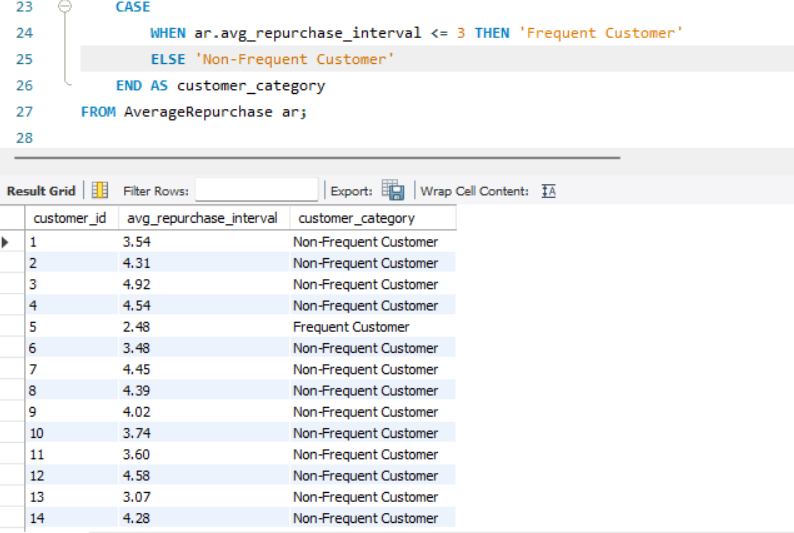 23 CASE
24 WHEN ar.avg_repurchase_interval <= 3 THEN 'Frequent Customer'
25 ELSE 'Non-Frequent Customer'
26 END AS customer_category
27 FROM AverageRepurchase ar;
28
Result Grid Filter Rows: Export: Wrap Cell Content: IA
customer_id avg_repurchase_interval customer_category
1 3.54 Non-Frequent Customer
2 4.31 Non-Frequent Customer
3 4.92 Non-Frequent Customer
4 4.54 Non-Frequent Customer
5 2.48 Frequent Customer
6 3.48 Non-Frequent Customer
7 4.45 Non-Frequent Customer
8 4.39 Non-Frequent Customer
9 4.02 Non-Frequent Customer
10 3.74 Non-Frequent Customer
11 3.60 Non-Frequent Customer
12 4.58 Non-Frequent Customer
13 3.07 Non-Frequent Customer
14 4.28 Non-Frequent Customer